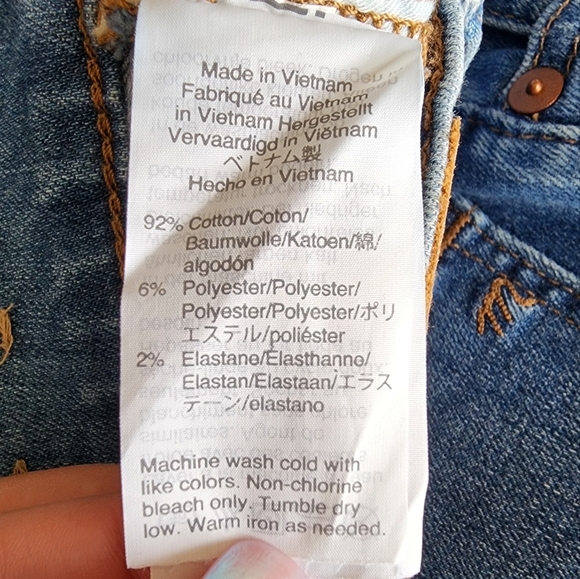 Made in Vietnam
Fabriqué au Vietnam
in Vietnam Hergestellt
Vervaardigd in Viëtnam
ベトナム製
Hecho en Vietnam
92% Cotton/Coton/
Baumwolle/Katoen/綿/
algodón
6% Polyester/Polyester/
Polyester/Polyester/ポリ
エステル/poliéster
2% Elastane/Élasthanne/
Elastan/Elastaan/エラス
テーン/elastano
Machine wash cold with
like colors. Non-chlorine
bleach only. Tumble dry
low. Warm iron as needed.